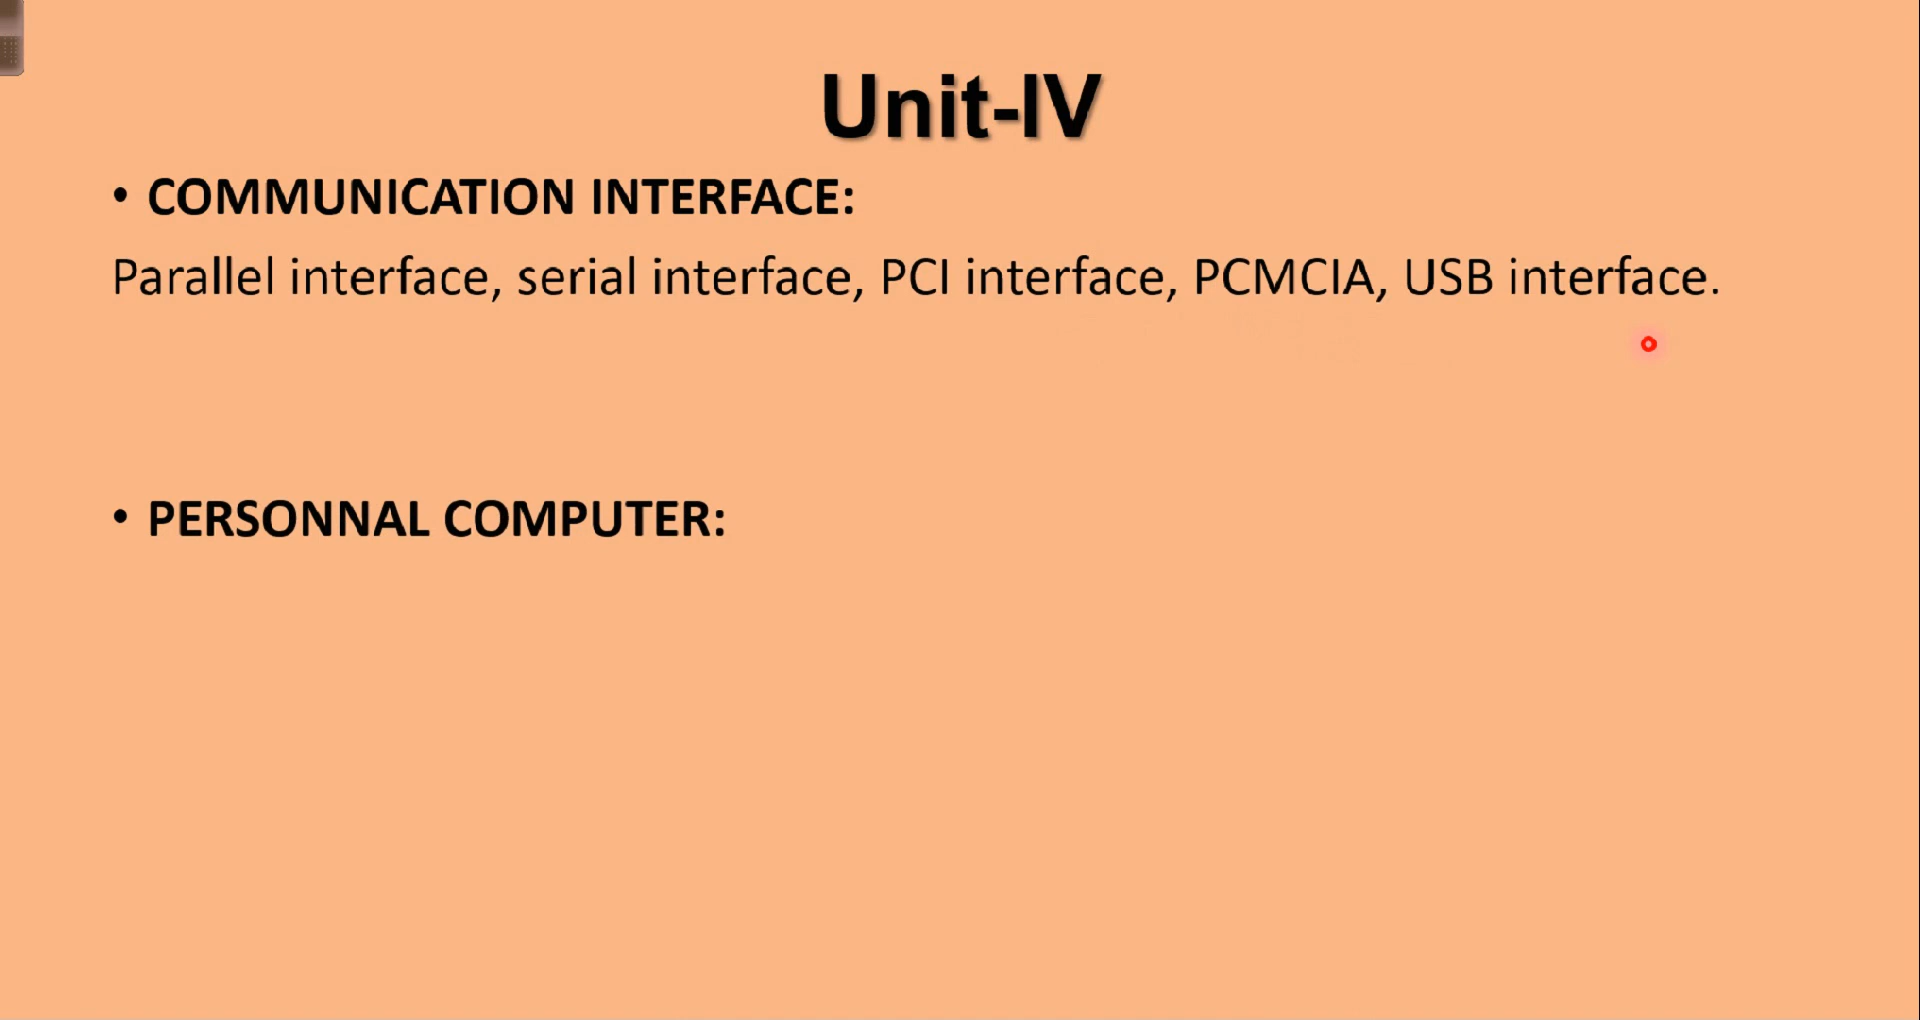 Unit-IV
• COMMUNICATION INTERFACE:
Parallel interface, serial interface, PCI interface, PCMCIA, USB interface.
• PERSONNAL COMPUTER: